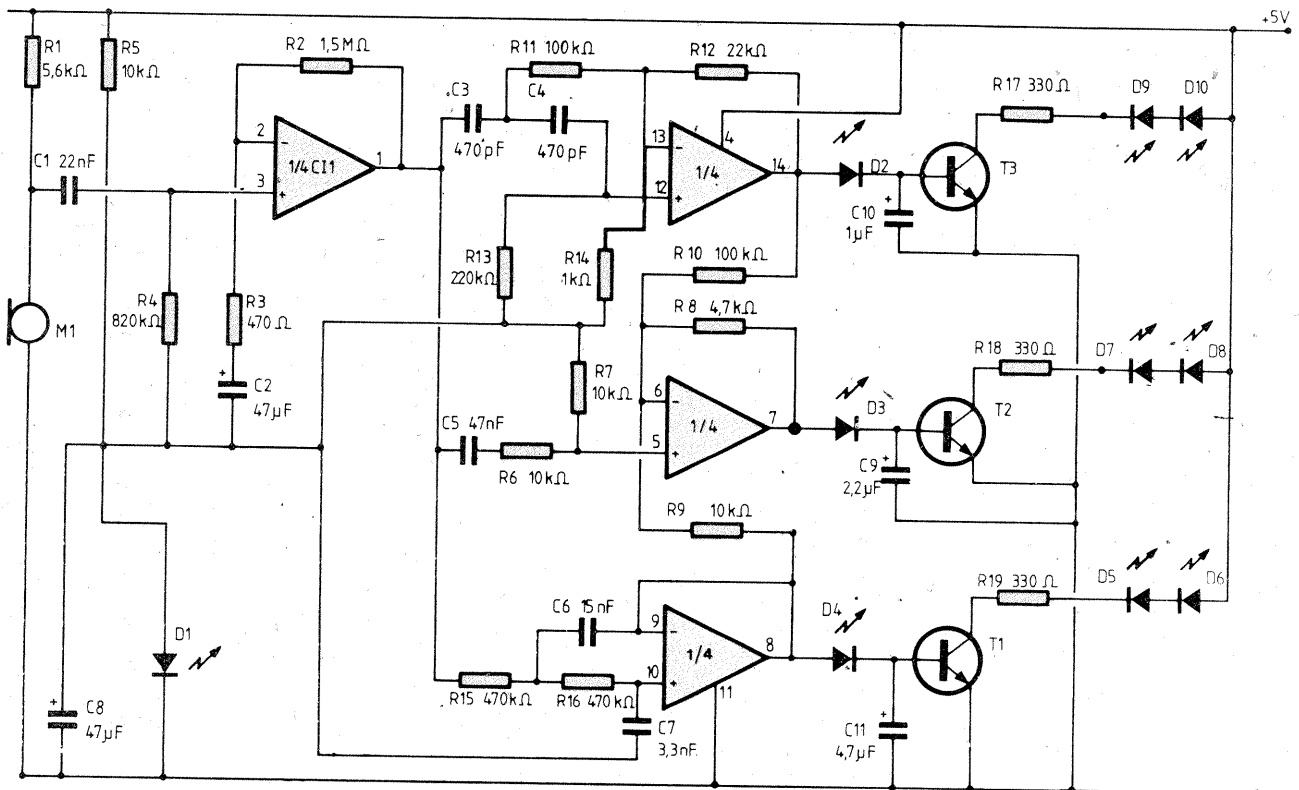 +5V
R1
5,6kΩ
R5
10kΩ
R2 1,5MΩ
R11 100kΩ
R12 22kΩ
C3
470pF
C4
470pF
R17 330Ω
D9
D10
C1 22nF
2
-
3
+
1/4 CI1
1
13
-
12
+
1/4
4
14
D2
T3
+
C10
1µF
M1
R4
820kΩ
R3
470Ω
+
C2
47µF
R13
220kΩ
R14
1kΩ
R10 100kΩ
R8 4,7kΩ
R7
10kΩ
C5 47nF
R6 10kΩ
6
-
5
+
1/4
7
D3
+
C9
2,2µF
T2
R18 330Ω
D7
D8
R9 10kΩ
C6 15nF
9
-
10
+
1/4
8
11
R15 470kΩ
R16 470kΩ
C7
3,3nF
D4
+
C11
4,7µF
T1
R19 330Ω
D5
D6
D1
+
C8
47µF